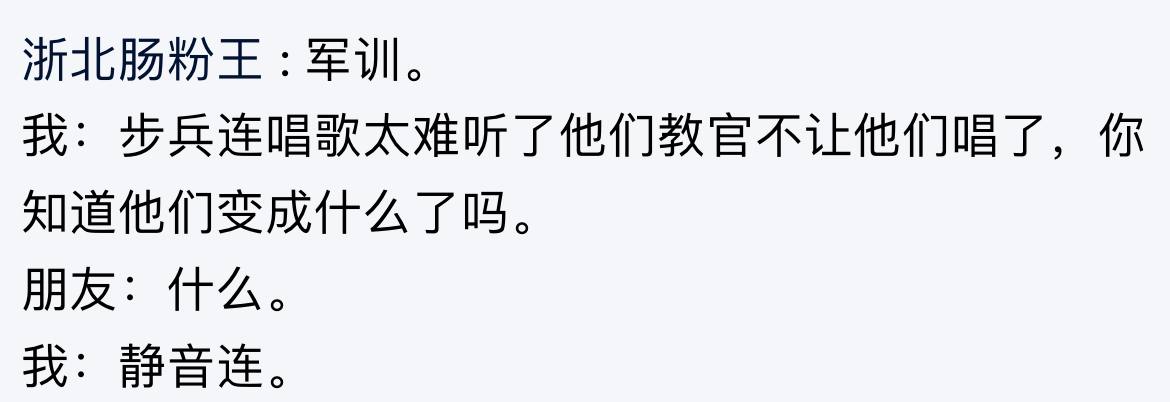 浙北肠粉王：军训。
我：步兵连唱歌太难听了他们教官不让他们唱了，你
知道他们变成什么了吗。
朋友：什么。
我：静音连。